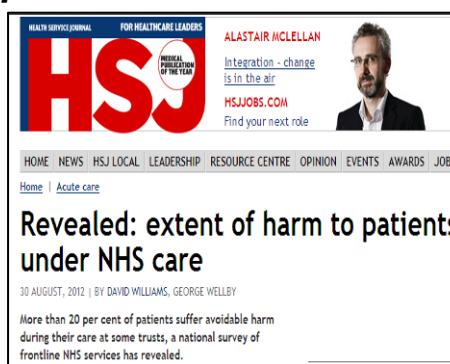 HEALTH SERVICE JOURNAL FOR HEALTHCARE LEADERS
HSJ
MEDICAL
PUBLICATION
OF THE YEAR
ALASTAIR MCLELLAN
Integration - change
is in the air
HSJJOBS.COM
Find your next role
HOME NEWS HSJ LOCAL LEADERSHIP RESOURCE CENTRE OPINION EVENTS AWARDS JOB
Home | Acute care
Revealed: extent of harm to patients
under NHS care
30 AUGUST, 2012 | BY DAVID WILLIAMS, GEORGE WELLBY
More than 20 per cent of patients suffer avoidable harm
during their care at some trusts, a national survey of
frontline NHS services has revealed.